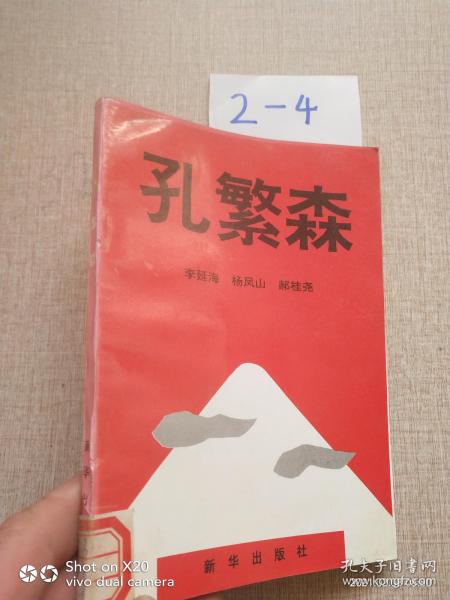 2-4
孔繁森
李延海 杨凤山 郝桂尧
新华出版社
Shot on X20
vivo dual camera
孔夫子旧书网